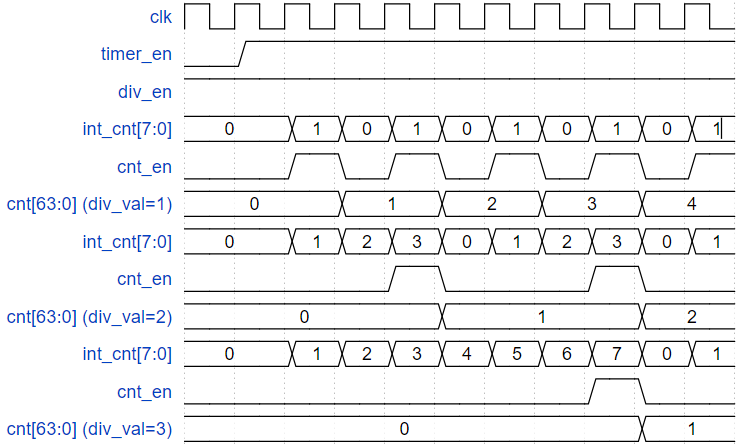 clk
timer_en
div_en
int_cnt[7:0] 0 1 0 1 0 1 0 1 0 1
cnt_en
cnt[63:0] (div_val=1) 0 1 2 3 4
int_cnt[7:0] 0 1 2 3 0 1 2 3 0 1
cnt_en
cnt[63:0] (div_val=2) 0 1 2
int_cnt[7:0] 0 1 2 3 4 5 6 7 0 1
cnt_en
cnt[63:0] (div_val=3) 0 1